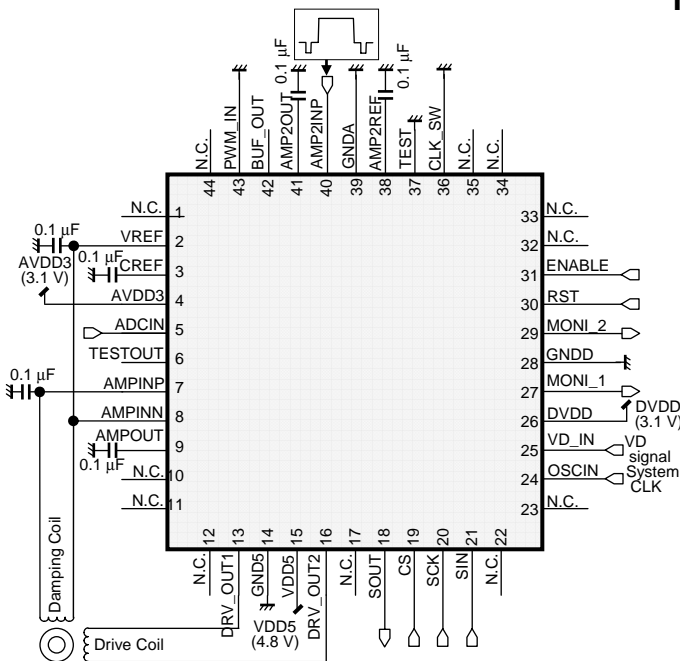 0.1 µF
0.1 µF
N.C.
PWM_IN
BUF_OUT
AMP2OUT
AMP2INP
GNDA
AMP2REF
TEST
CLK_SW
N.C.
N.C.
44
43
42
41
40
39
38
37
36
35
34
N.C. 1
0.1 µF
VREF 2
AVDD3
(3.1 V)
0.1 µF
CREF 3
AVDD3 4
ADCIN 5
TESTOUT 6
0.1 µF
AMPINP 7
AMPINN 8
AMPOUT 9
0.1 µF
N.C. 10
N.C. 11
33 N.C.
32 N.C.
31 ENABLE
30 RST
29 MONI_2
28 GNDD
27 MONI_1
26 DVDD
DVDD
(3.1 V)
25 VD_IN
VD
signal
24 OSCIN
System
CLK
23 N.C.
12
13
14
15
16
17
18
19
20
21
22
N.C.
DRV_OUT1
GND5
VDD5
DRV_OUT2
N.C.
SOUT
CS
SCK
SIN
N.C.
VDD5
(4.8 V)
Damping Coil
Drive Coil